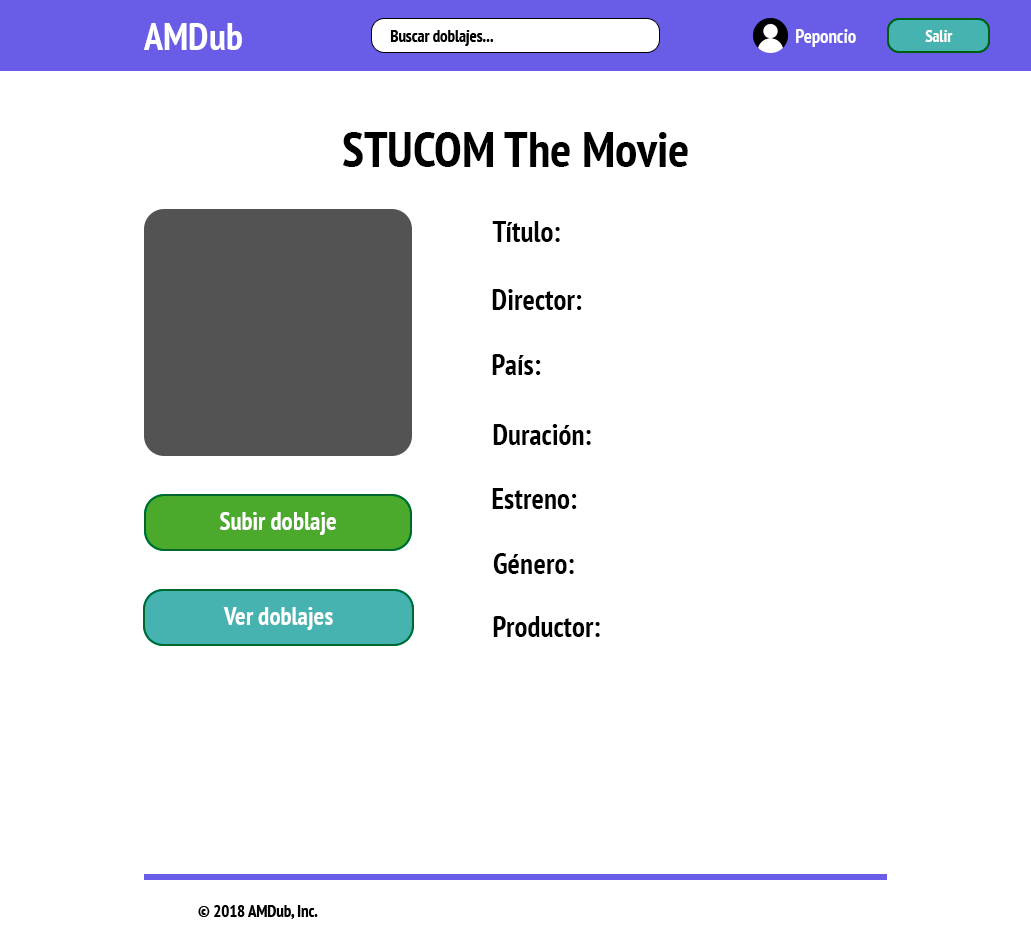 AMDub
Buscar doblajes...
Peponcio
Salir
STUCOM The Movie
Título:
Director:
País:
Duración:
Estreno:
Género:
Productor:
Subir doblaje
Ver doblajes
© 2018 AMDub, Inc.